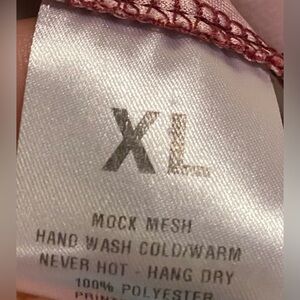 XL
MOCK MESH
HAND WASH COLD/WARM
NEVER HOT - HANG DRY
100% POLYESTER